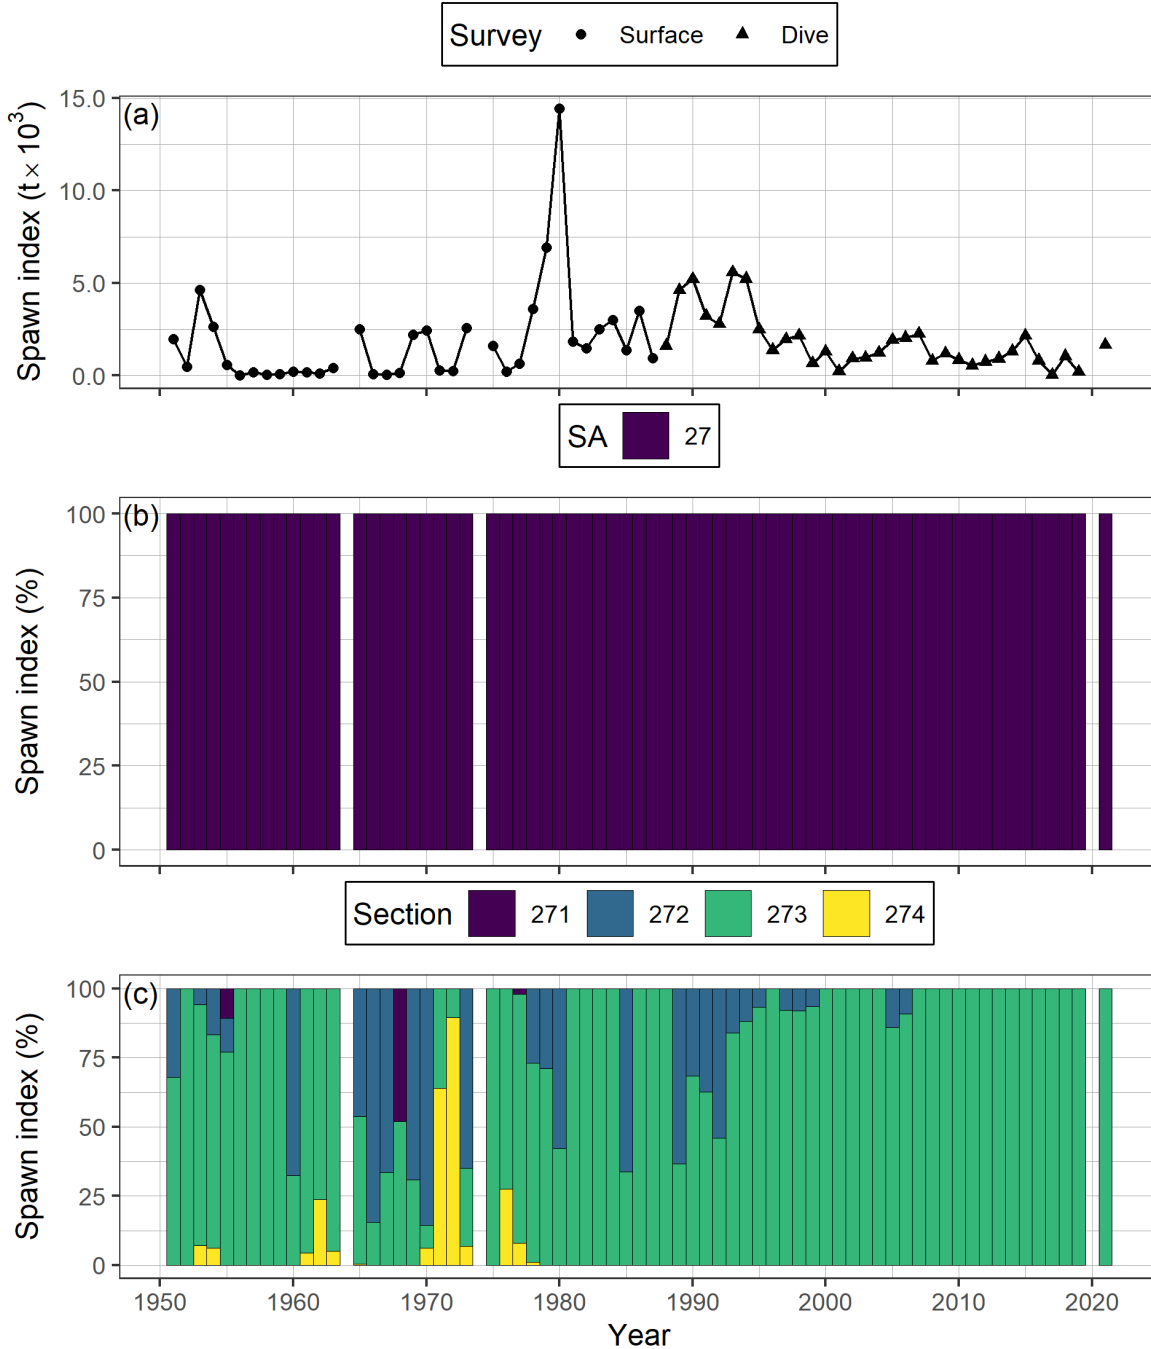 Survey Surface Dive
(a)
Spawn index (t × 10³)
15.0
10.0
5.0
0.0
SA 27
(b)
Spawn index (%)
100
75
50
25
0
Section 271 272 273 274
(c)
Spawn index (%)
100
75
50
25
0
1950 1960 1970 1980 1990 2000 2010 2020
Year